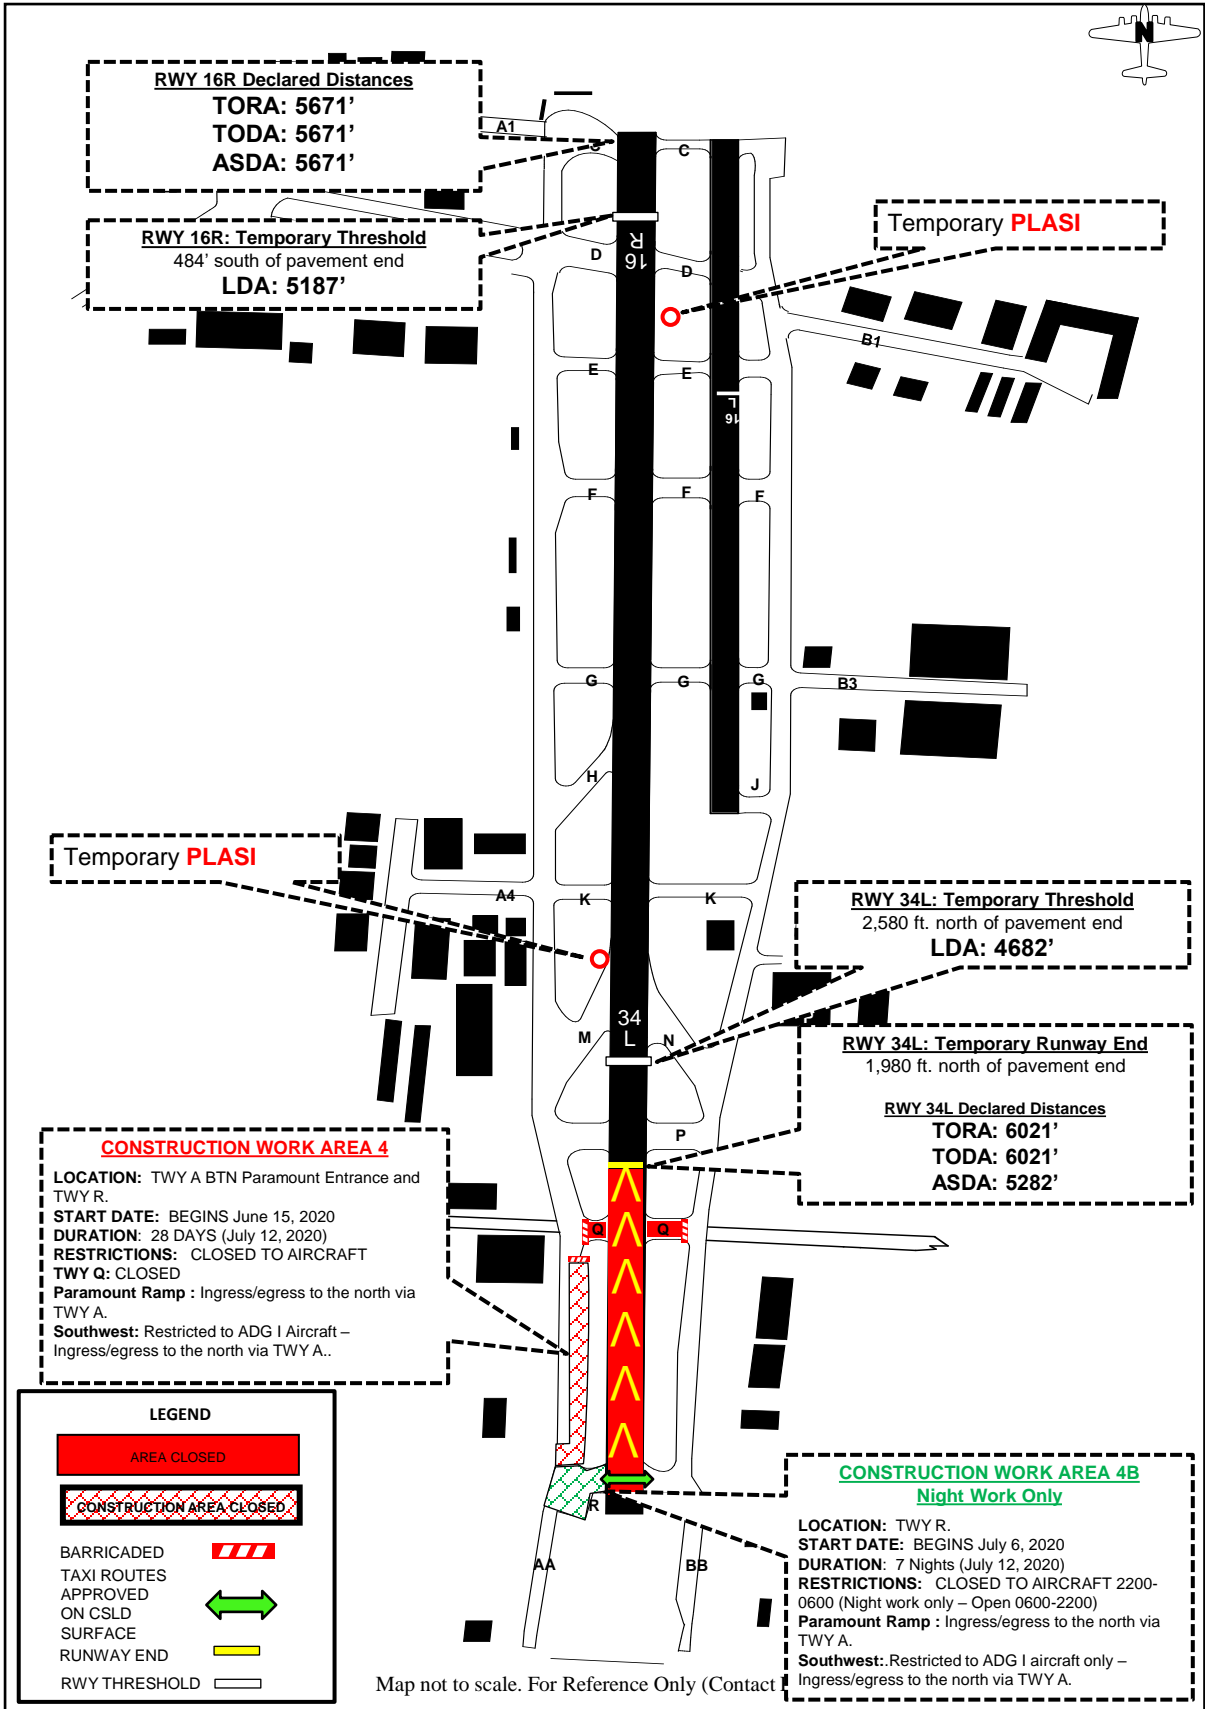 N
RWY 16R Declared Distances
TORA: 5671’
TODA: 5671’
ASDA: 5671’
A1
C
RWY 16R: Temporary Threshold
484’ south of pavement end
LDA: 5187’
Temporary PLASI
16
R
D
D
B1
E
E
16
L
F
F
F
G
G
G
B3
H
J
Temporary PLASI
A4
K
K
RWY 34L: Temporary Threshold
2,580 ft. north of pavement end
LDA: 4682’
34
L
M
N
RWY 34L: Temporary Runway End
1,980 ft. north of pavement end
RWY 34L Declared Distances
TORA: 6021’
TODA: 6021’
ASDA: 5282’
P
Q
Q
CONSTRUCTION WORK AREA 4
LOCATION: TWY A BTN Paramount Entrance and
TWY R.
START DATE: BEGINS June 15, 2020
DURATION: 28 DAYS (July 12, 2020)
RESTRICTIONS: CLOSED TO AIRCRAFT
TWY Q: CLOSED
Paramount Ramp : Ingress/egress to the north via
TWY A.
Southwest: Restricted to ADG I Aircraft –
Ingress/egress to the north via TWY A..
LEGEND
AREA CLOSED
CONSTRUCTION AREA CLOSED
BARRICADED
TAXI ROUTES
APPROVED
ON CSLD
SURFACE
RUNWAY END
RWY THRESHOLD
R
AA
BB
CONSTRUCTION WORK AREA 4B
Night Work Only
LOCATION: TWY R.
START DATE: BEGINS July 6, 2020
DURATION: 7 Nights (July 12, 2020)
RESTRICTIONS: CLOSED TO AIRCRAFT 2200-
0600 (Night work only – Open 0600-2200)
Paramount Ramp : Ingress/egress to the north via
TWY A.
Southwest:.Restricted to ADG I aircraft only –
Ingress/egress to the north via TWY A.
Map not to scale. For Reference Only (Contact